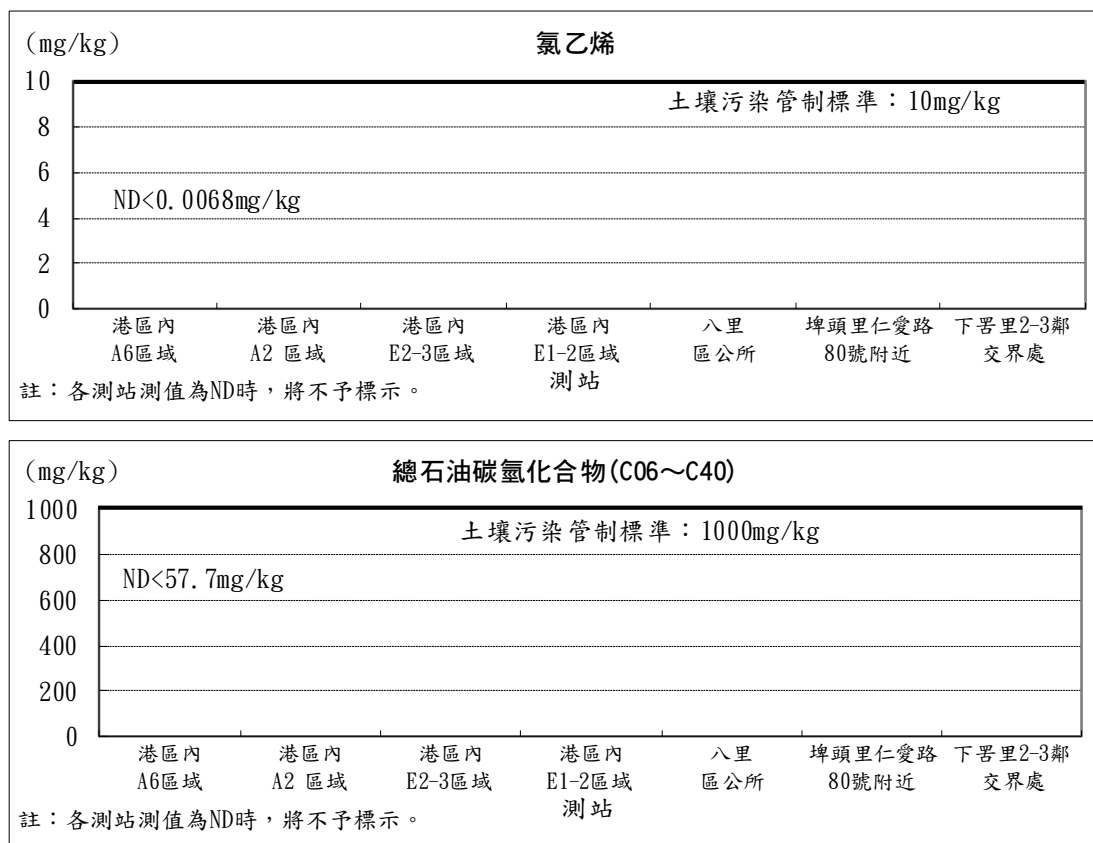 (mg/kg)
氯乙烯
10
土壤污染管制標準：10mg/kg
8
6
ND<0.0068mg/kg
4
2
0
港區內 港區內 港區內 港區內 八里 埤頭里仁愛路 下罟里2-3鄰
A6區域 A2 區域 E2-3區域 E1-2區域 區公所 80號附近 交界處
測站
註：各測站測值為ND時，將不予標示。
(mg/kg)
總石油碳氫化合物(C06～C40)
1000
土壤污染管制標準：1000mg/kg
800
ND<57.7mg/kg
600
400
200
0
港區內 港區內 港區內 港區內 八里 埤頭里仁愛路 下罟里2-3鄰
A6區域 A2 區域 E2-3區域 E1-2區域 區公所 80號附近 交界處
測站
註：各測站測值為ND時，將不予標示。